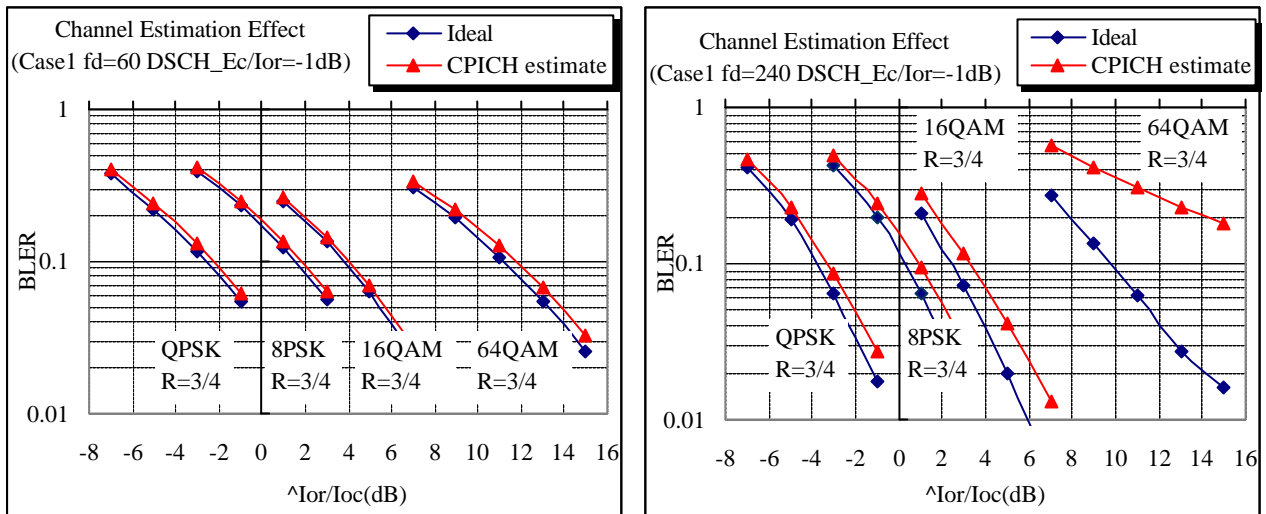 Channel Estimation Effect
(Case1 fd=60 DSCH_Ec/Ior=-1dB)
Ideal
CPICH estimate
1
0.1
0.01
BLER
QPSK
R=3/4
8PSK
R=3/4
16QAM
R=3/4
64QAM
R=3/4
-8 -6 -4 -2 0 2 4 6 8 10 12 14 16
^Ior/Ioc(dB)
Channel Estimation Effect
(Case1 fd=240 DSCH_Ec/Ior=-1dB)
Ideal
CPICH estimate
1
0.1
0.01
BLER
16QAM
R=3/4
64QAM
R=3/4
QPSK
R=3/4
8PSK
R=3/4
-8 -6 -4 -2 0 2 4 6 8 10 12 14 16
^Ior/Ioc(dB)